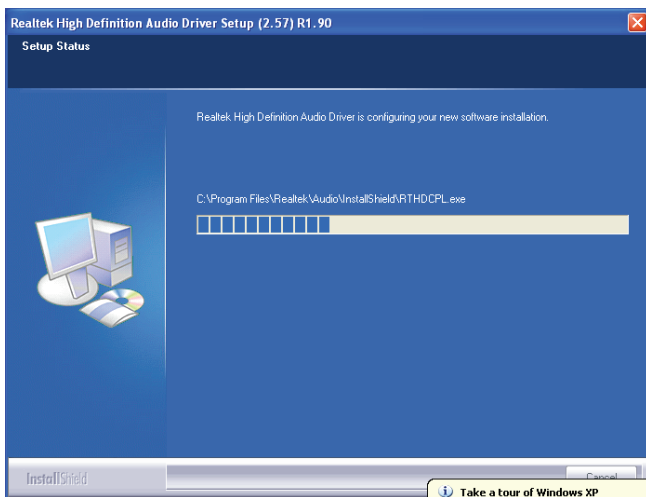 Realtek High Definition Audio Driver Setup (2.57) R1.90
Setup Status
Realtek High Definition Audio Driver is configuring your new software installation.
C:\Program Files\Realtek\Audio\InstallShield\RTHDCPL.exe
InstallShield
Cancel
Take a tour of Windows XP